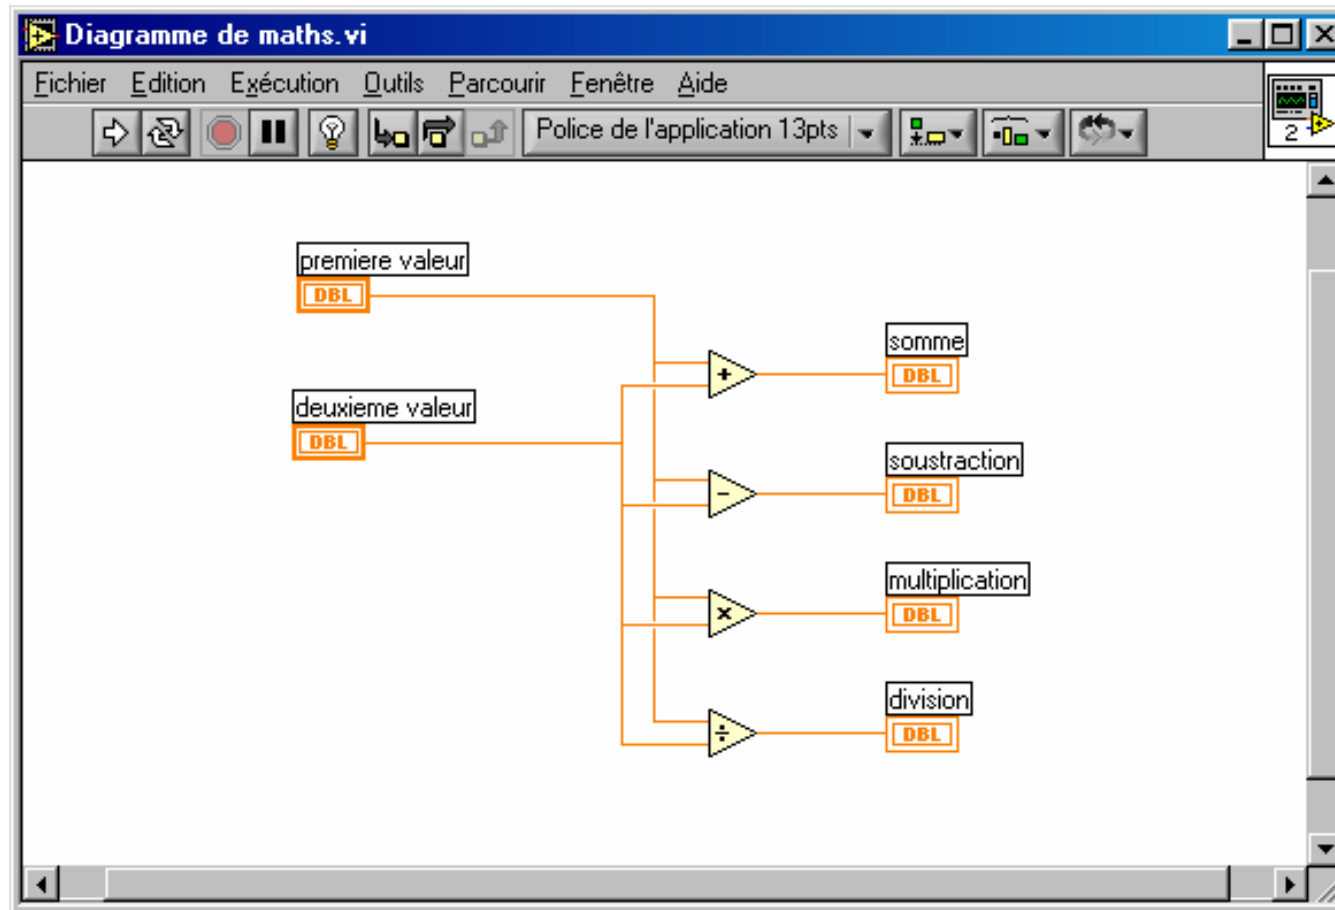 Diagramme de maths.vi
Fichier Edition Exécution Outils Parcourir Fenêtre Aide
Police de l'application 13pts
2
premiere valeur
DBL
somme
DBL
deuxieme valeur
DBL
soustraction
DBL
multiplication
DBL
division
DBL